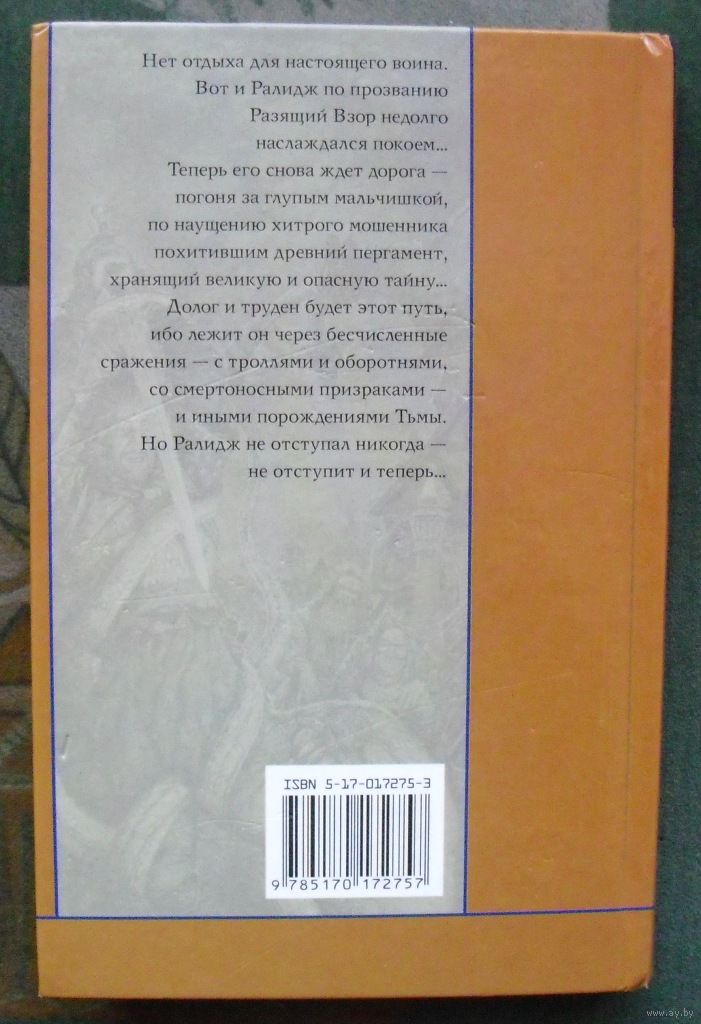 Нет отдыха для настоящего воина.
Вот и Ралидж по прозванию
Разящий Взор недолго
наслаждался покоем...
Теперь его снова ждет дорога —
погоня за глупым мальчишкой,
по наущению хитрого мошенника
похитившим древний пергамент,
хранящий великую и опасную тайну...
Долог и труден будет этот путь,
ибо лежит он через бесчисленные
сражения — с троллями и оборотнями,
со смертоносными призраками —
и иными порождениями Тьмы.
Но Ралидж не отступал никогда —
не отступит и теперь...
ISBN 5-17-017275-3
9 785170 172757
www.ay.by